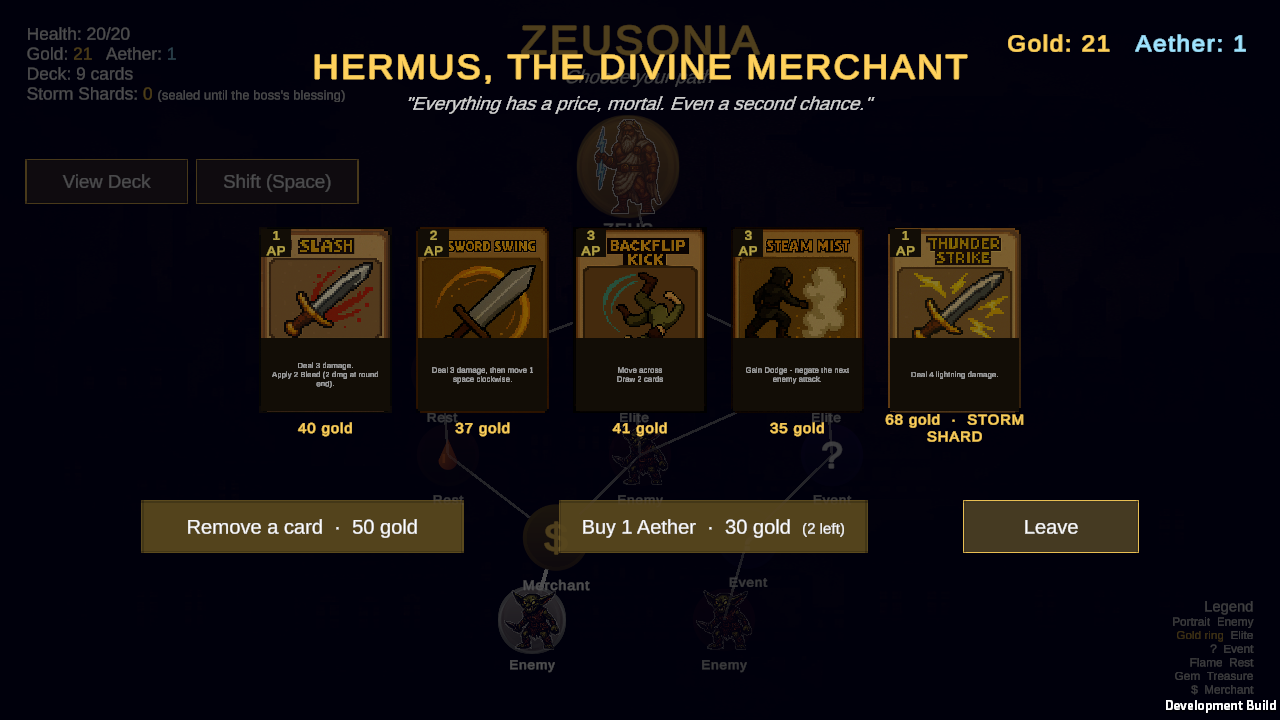 Health: 20/20
Gold: 21 Aether: 1
Deck: 9 cards
Storm Shards: 0 (sealed until the boss's blessing)
ZEUSONIA
Choose your path
HERMUS, THE DIVINE MERCHANT
"Everything has a price, mortal. Even a second chance."
Gold: 21 Aether: 1
View Deck
Shift (Space)
ZEUS
1 AP
SLASH
Deal 3 damage.
Apply 2 Bleed (2 dmg at round
end).
40 gold
2 AP
SWORD SWING
Deal 3 damage, then move 1
space clockwise.
37 gold
3 AP
BACKFLIP
KICK
Move across
Draw 2 cards
41 gold
3 AP
STEAM MIST
Gain Dodge - negate the next
enemy attack.
35 gold
1 AP
THUNDER
STRIKE
Deal 4 lightning damage.
68 gold · STORM
SHARD
Rest
Elite
Elite
?
Rest
Enemy
Event
Remove a card · 50 gold
$
Buy 1 Aether · 30 gold (2 left)
Leave
Merchant
Event
Enemy
Enemy
Legend
Portrait Enemy
Gold ring Elite
? Event
Flame Rest
Gem Treasure
$ Merchant
Development Build